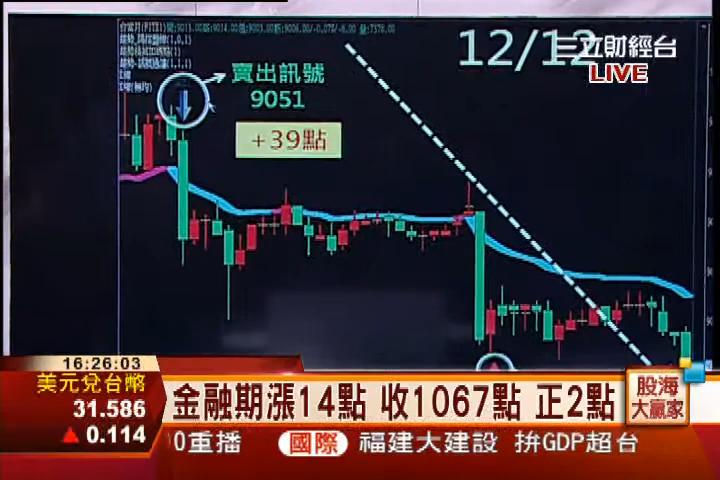 12/12
三立財經台
LIVE
賣出訊號
9051
+39點
16:26:03
美元兌台幣
31.586
▲0.114
金融期漲14點 收1067點 正2點
股海
大贏家
0重播 國際 福建大建設 拚GDP超台